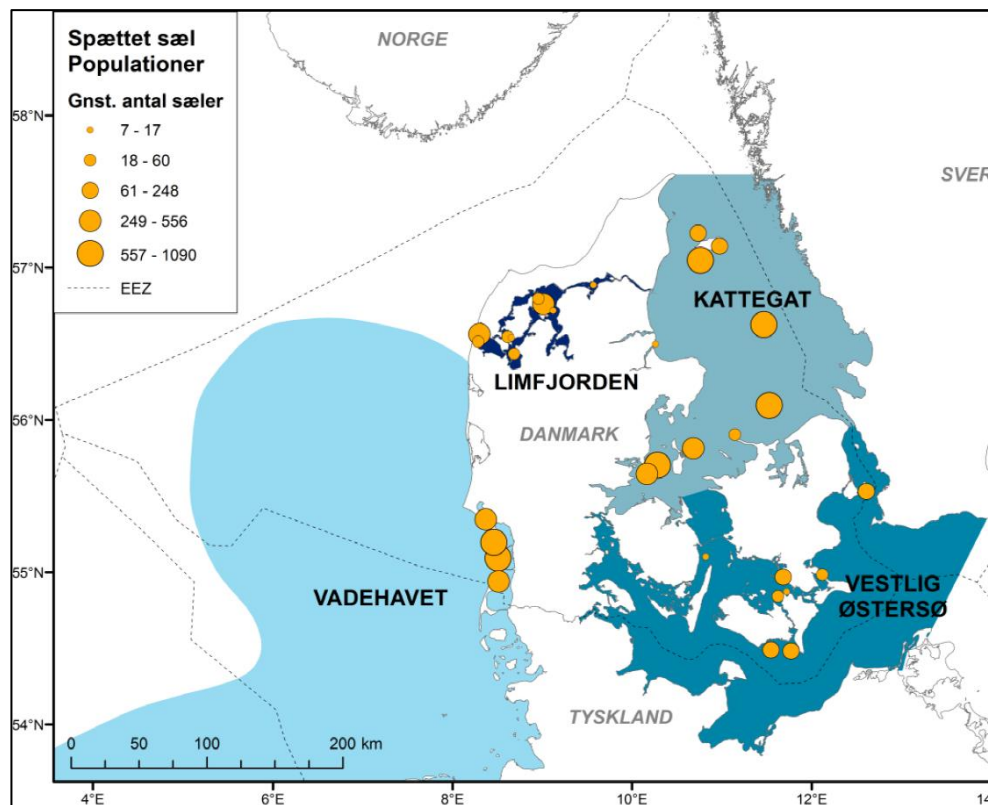 Spættet sæl
Populationer
Gnst. antal sæler
7 - 17
18 - 60
61 - 248
249 - 556
557 - 1090
EEZ
NORGE
SVER
58°N
57°N
56°N
55°N
54°N
KATTEGAT
LIMFJORDEN
DANMARK
VADEHAVET
VESTLIG
ØSTERSØ
TYSKLAND
0 50 100 200 km
4°E 6°E 8°E 10°E 12°E 14